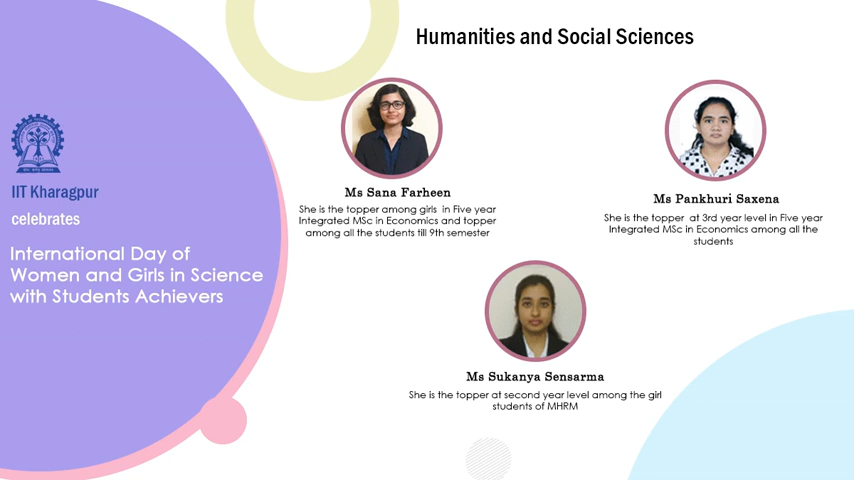 Humanities and Social Sciences
IIT Kharagpur
celebrates
International Day of
Women and Girls in Science
with Students Achievers
Ms Sana Farheen
She is the topper among girls in Five year
Integrated MSc in Economics and topper
among all the students till 9th semester
Ms Pankhuri Saxena
She is the topper at 3rd year level in Five year
Integrated MSc in Economics among all the
students
Ms Sukanya Sensarma
She is the topper at second year level among the girl
students of MHRM